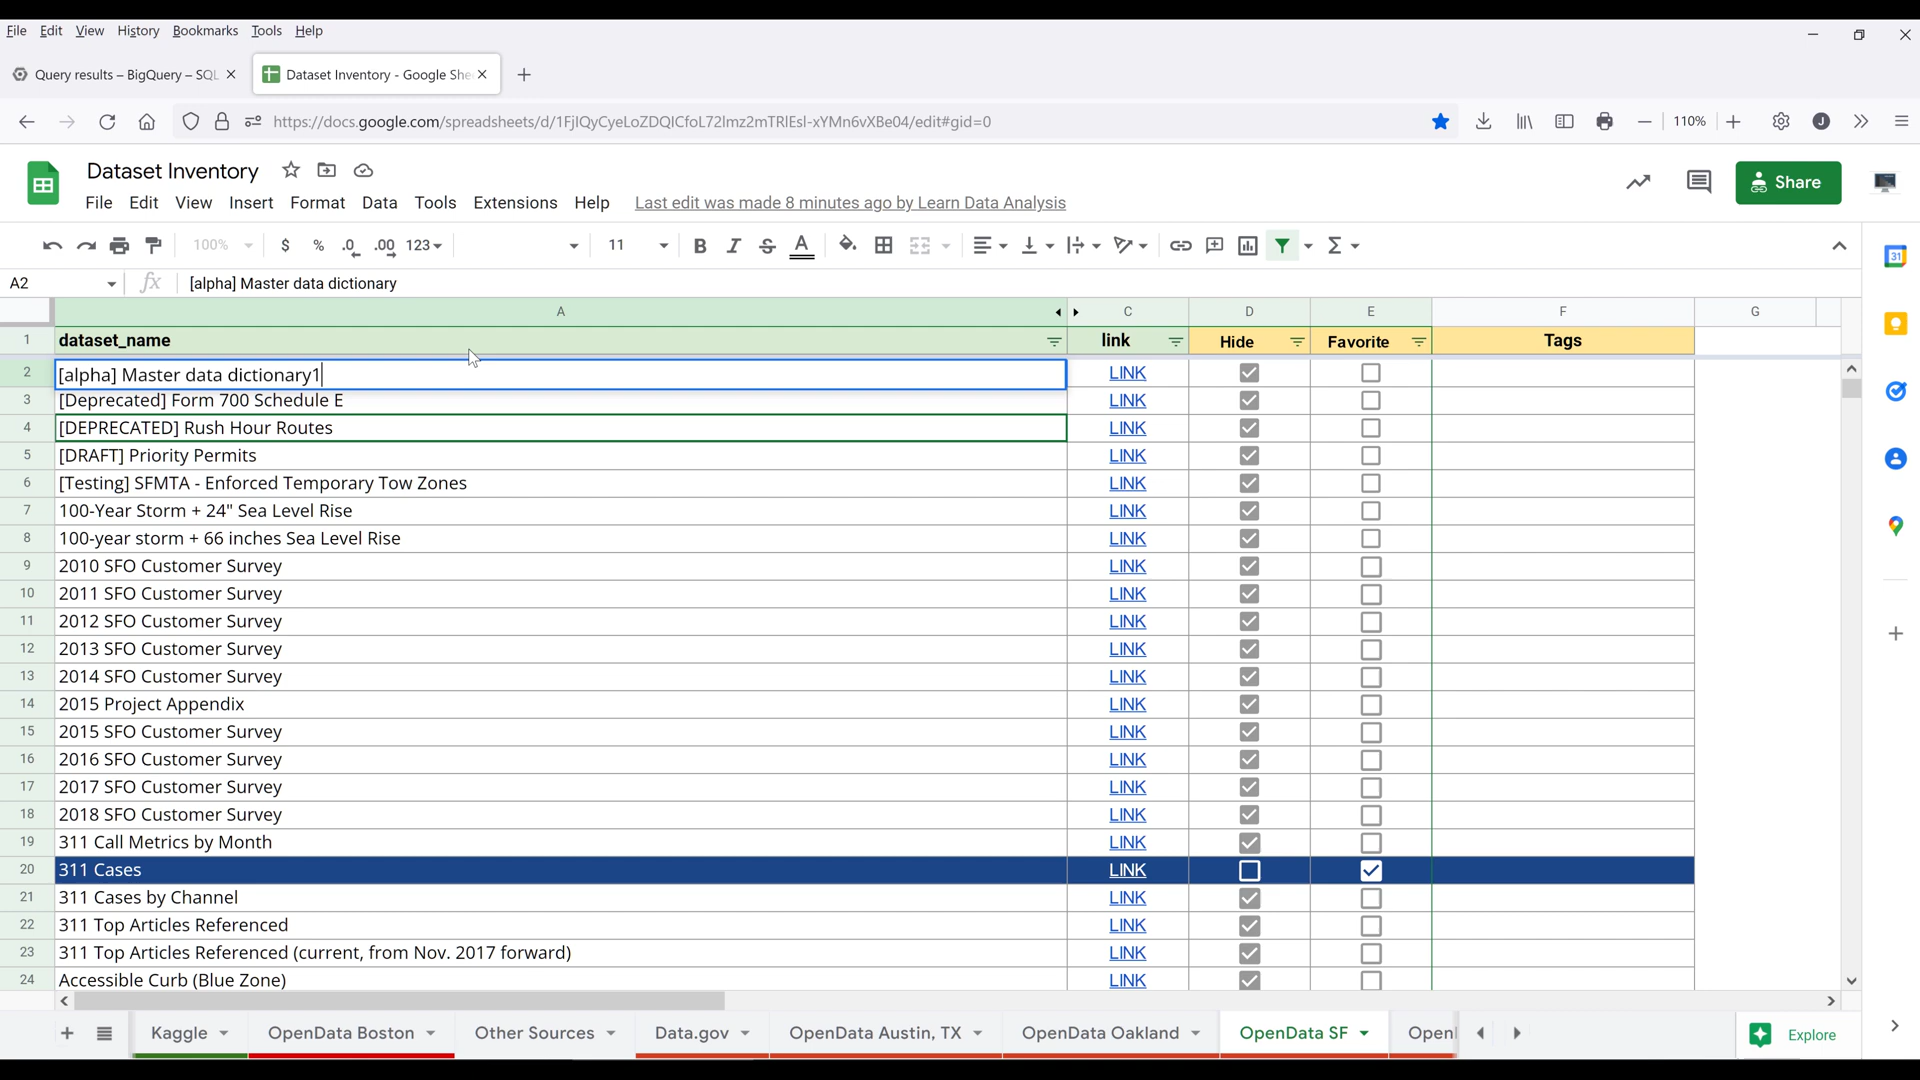 File Edit View History Bookmarks Tools Help
Query results – BigQuery – SQL
Dataset Inventory - Google She
https://docs.google.com/spreadsheets/d/1FjIQyCyeLoZDQICfoL72lmz2mTRlEsl-xYMn6vXBe04/edit#gid=0
110%
J
Dataset Inventory
File Edit View Insert Format Data Tools Extensions Help Last edit was made 8 minutes ago by Learn Data Analysis
Share
100% $ % .0 .00 123 11 B I S A Σ
31
A2 fx [alpha] Master data dictionary
A C D E F G
1 dataset_name link Hide Favorite Tags
2 [alpha] Master data dictionary1 LINK
3 [Deprecated] Form 700 Schedule E LINK
4 [DEPRECATED] Rush Hour Routes LINK
5 [DRAFT] Priority Permits LINK
6 [Testing] SFMTA - Enforced Temporary Tow Zones LINK
7 100-Year Storm + 24" Sea Level Rise LINK
8 100-year storm + 66 inches Sea Level Rise LINK
9 2010 SFO Customer Survey LINK
10 2011 SFO Customer Survey LINK
11 2012 SFO Customer Survey LINK
12 2013 SFO Customer Survey LINK
13 2014 SFO Customer Survey LINK
14 2015 Project Appendix LINK
15 2015 SFO Customer Survey LINK
16 2016 SFO Customer Survey LINK
17 2017 SFO Customer Survey LINK
18 2018 SFO Customer Survey LINK
19 311 Call Metrics by Month LINK
20 311 Cases LINK
21 311 Cases by Channel LINK
22 311 Top Articles Referenced LINK
23 311 Top Articles Referenced (current, from Nov. 2017 forward) LINK
24 Accessible Curb (Blue Zone) LINK
Kaggle OpenData Boston Other Sources Data.gov OpenData Austin, TX OpenData Oakland OpenData SF Open Explore